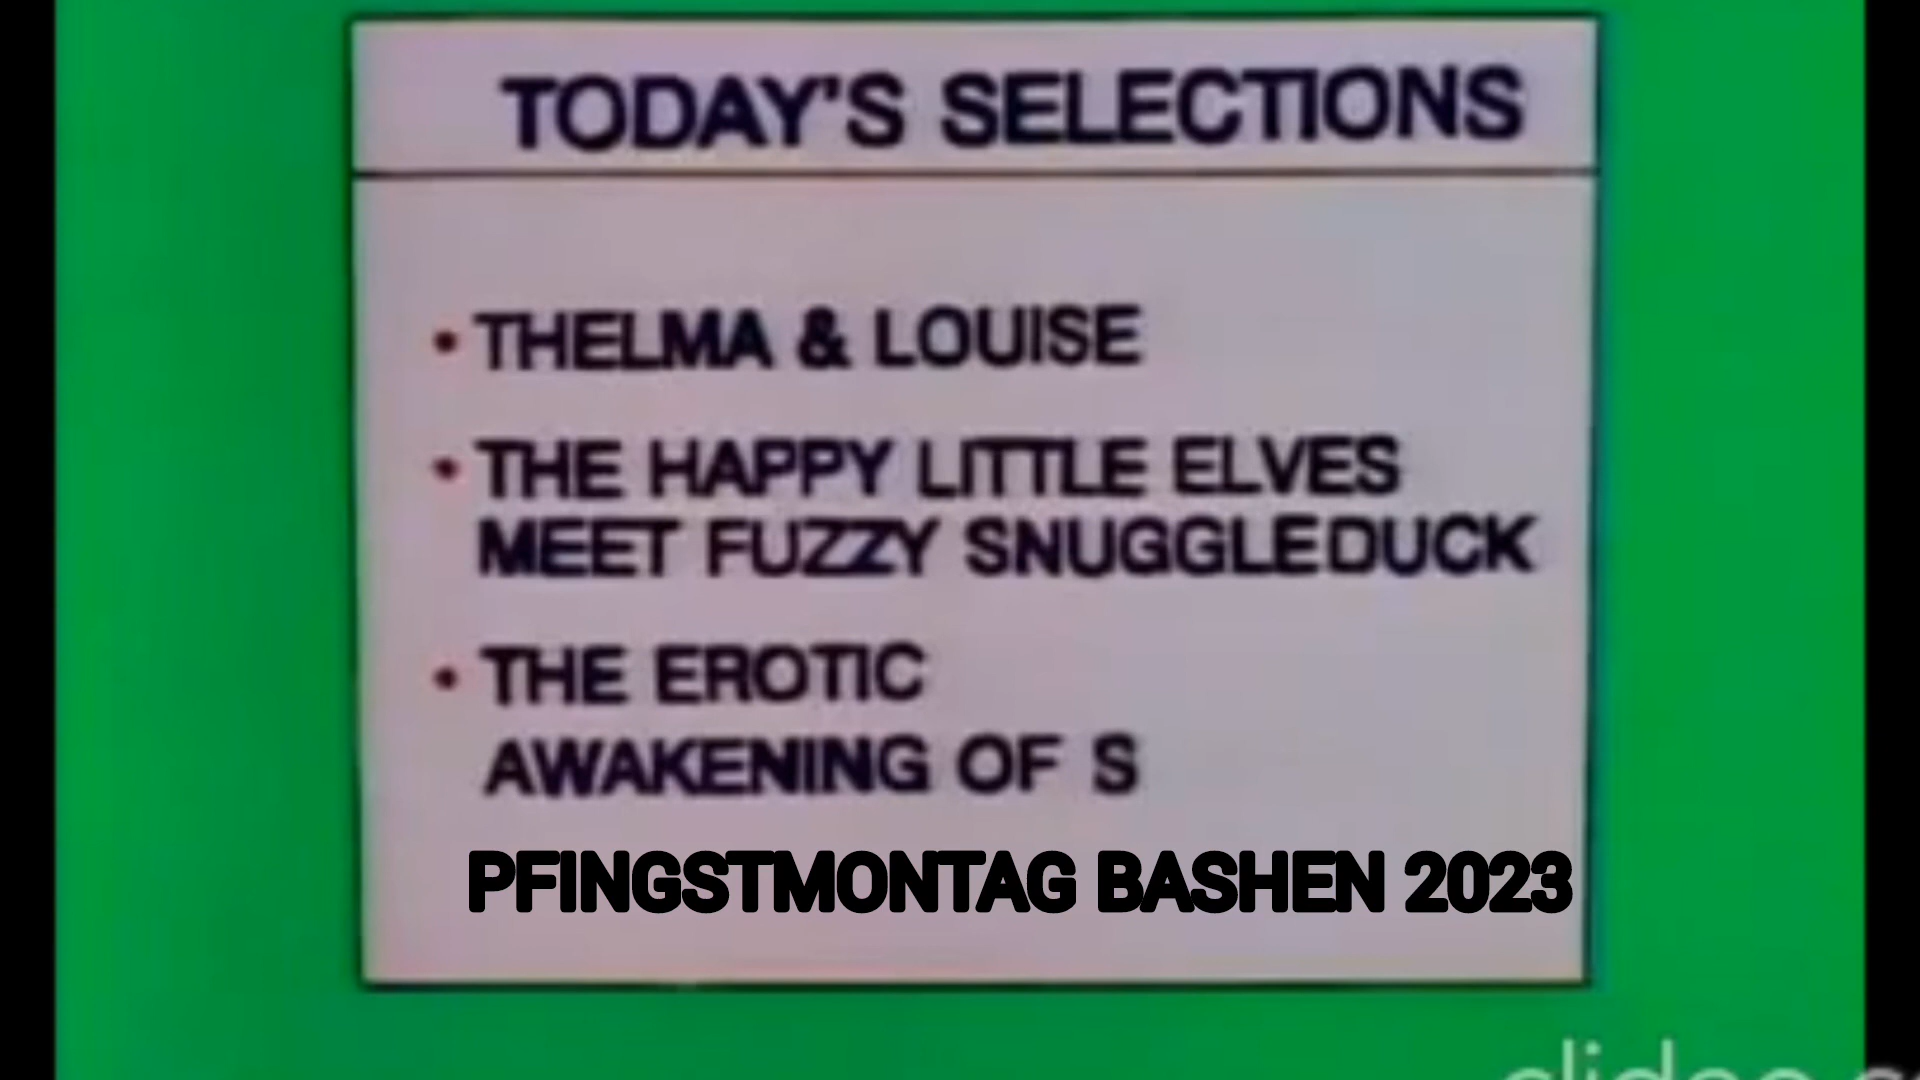 TODAY'S SELECTIONS
• THELMA & LOUISE
• THE HAPPY LITTLE ELVES
MEET FUZZY SNUGGLEDUCK
• THE EROTIC
AWAKENING OF S
PFINGSTMONTAG BASHEN 2023